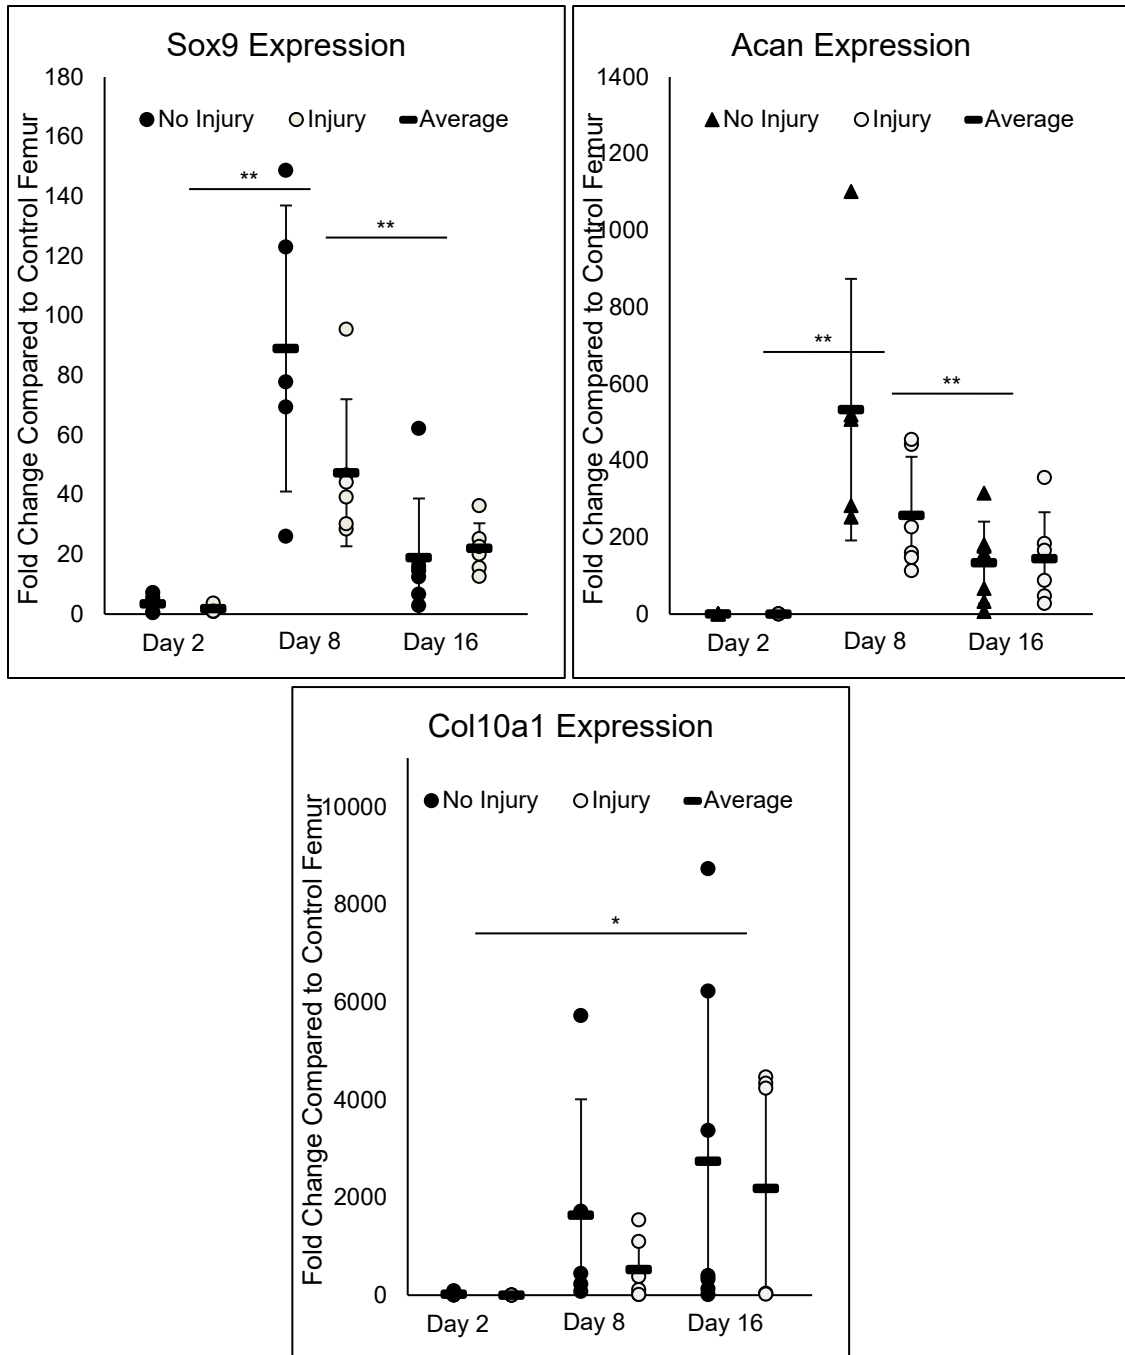 Sox9 Expression
Fold Change Compared to Control Femur
180
160
140
120
100
80
60
40
20
0
No Injury Injury Average
**
**
Day 2 Day 8 Day 16
Acan Expression
Fold Change Compared to Control Femur
1400
1200
1000
800
600
400
200
0
No Injury Injury Average
**
**
Day 2 Day 8 Day 16
Col10a1 Expression
Fold Change Compared to Control Femur
10000
8000
6000
4000
2000
0
No Injury Injury Average
*
Day 2 Day 8 Day 16